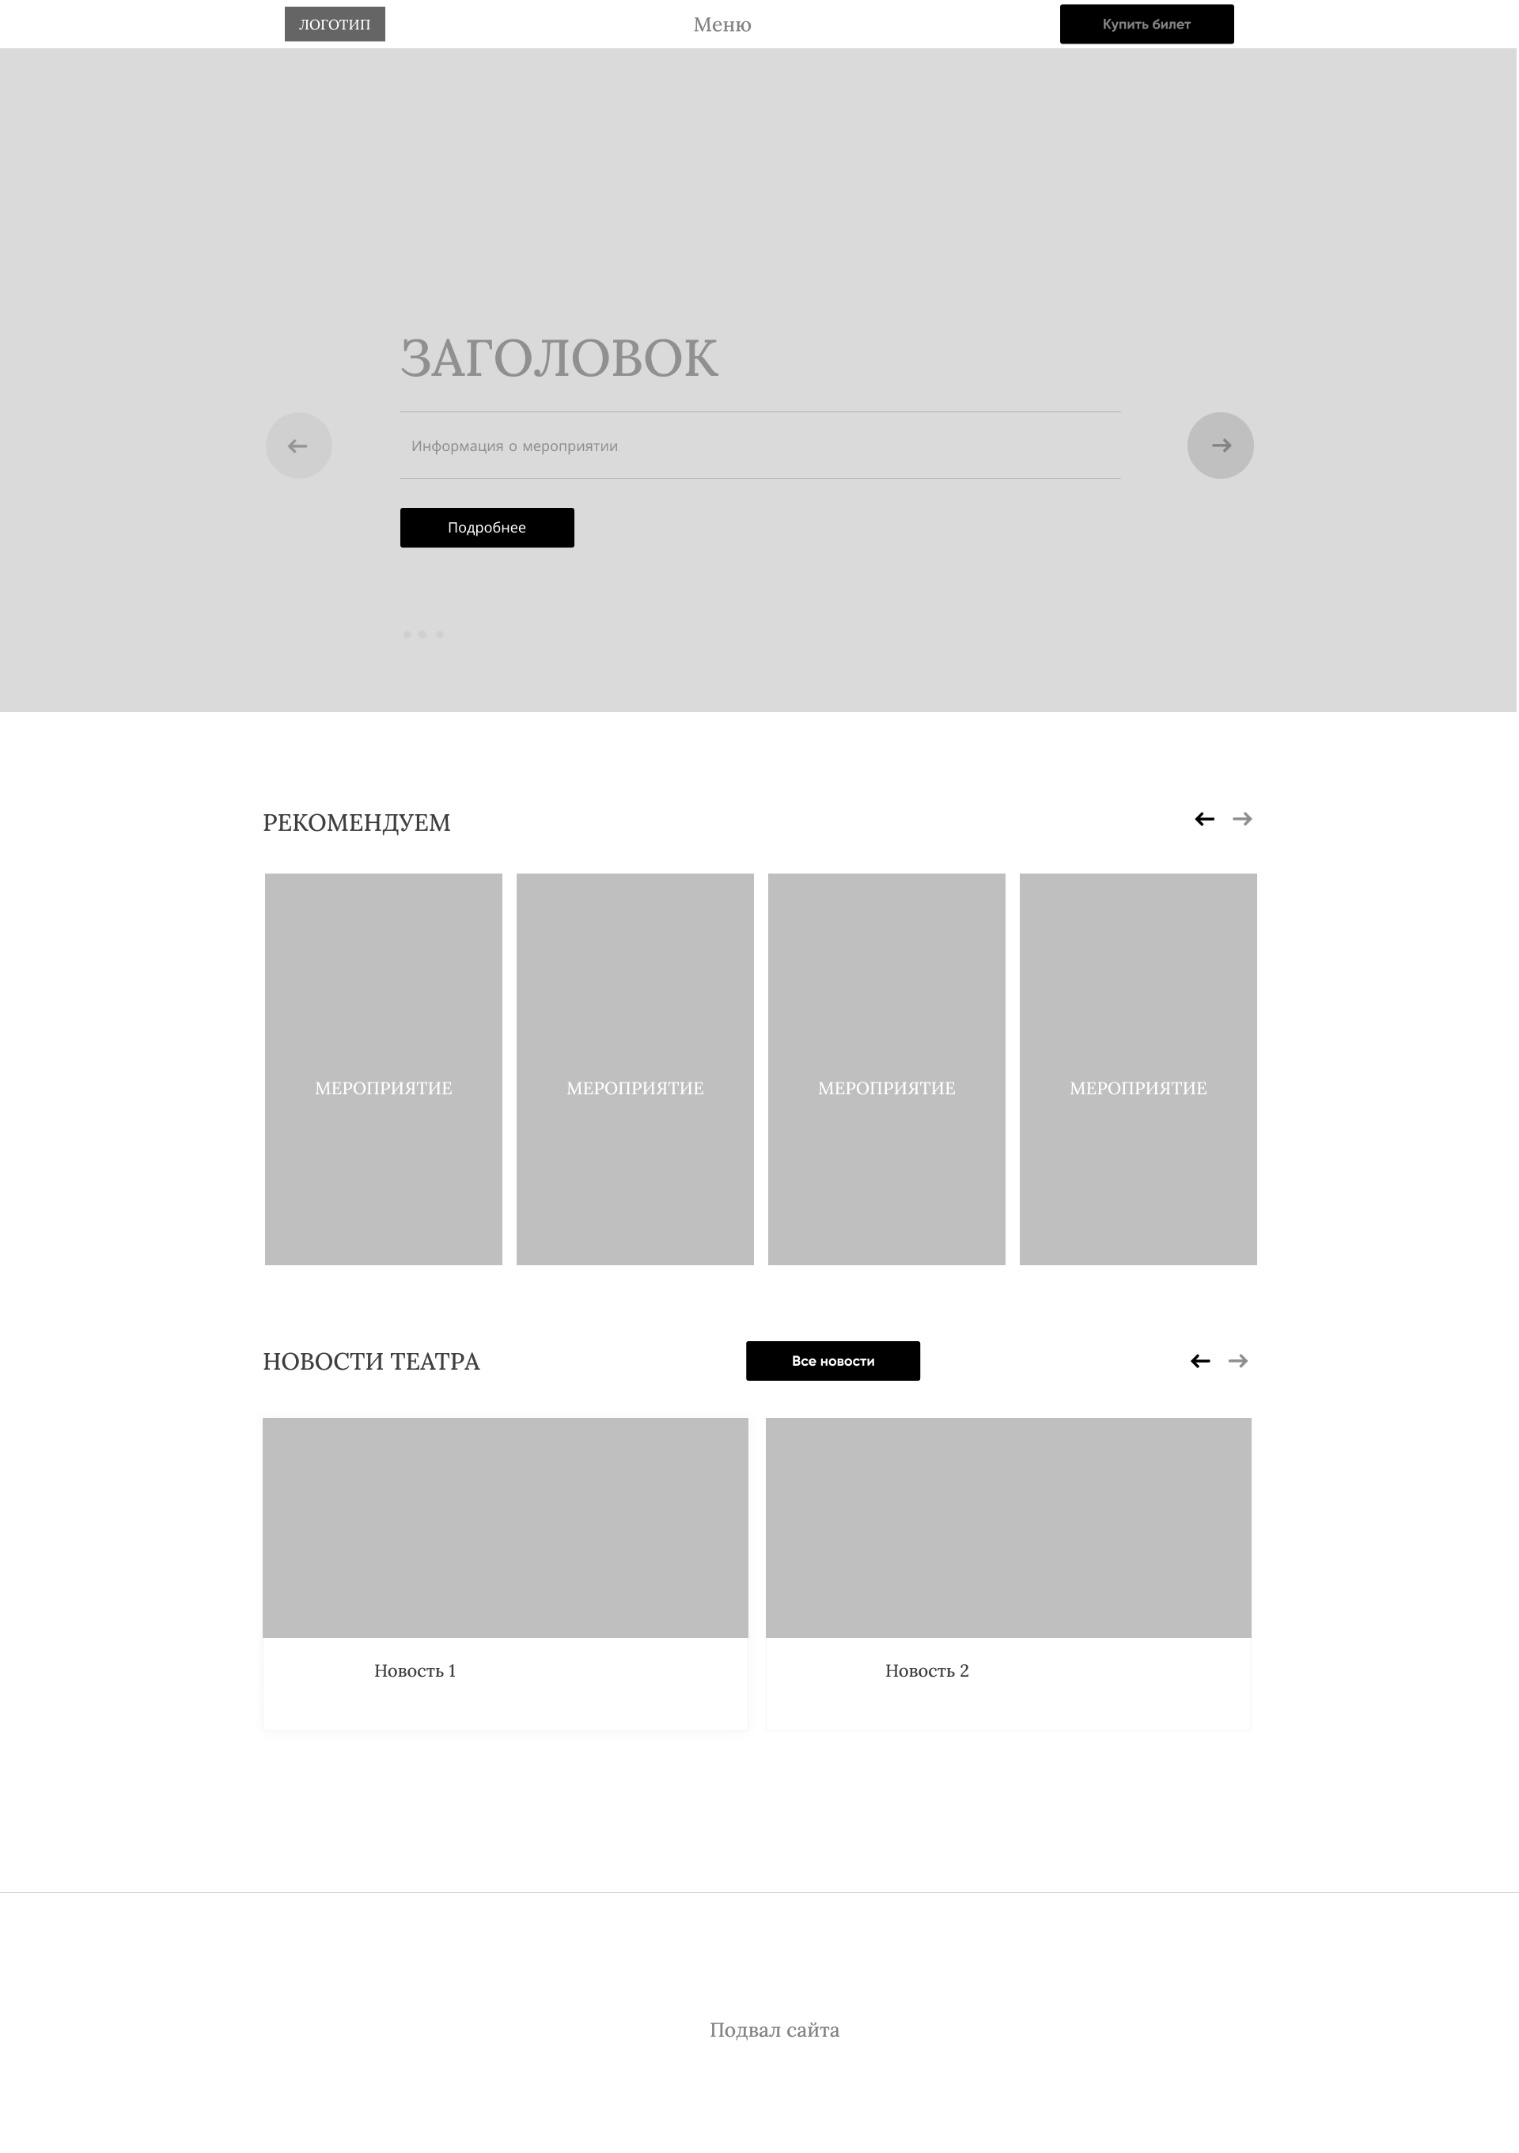 ЛОГОТИП
Меню
Купить билет
ЗАГОЛОВОК
Информация о мероприятии
Подробнее
РЕКОМЕНДУЕМ
МЕРОПРИЯТИЕ
МЕРОПРИЯТИЕ
МЕРОПРИЯТИЕ
МЕРОПРИЯТИЕ
НОВОСТИ ТЕАТРА
Все новости
Новость 1
Новость 2
Подвал сайта